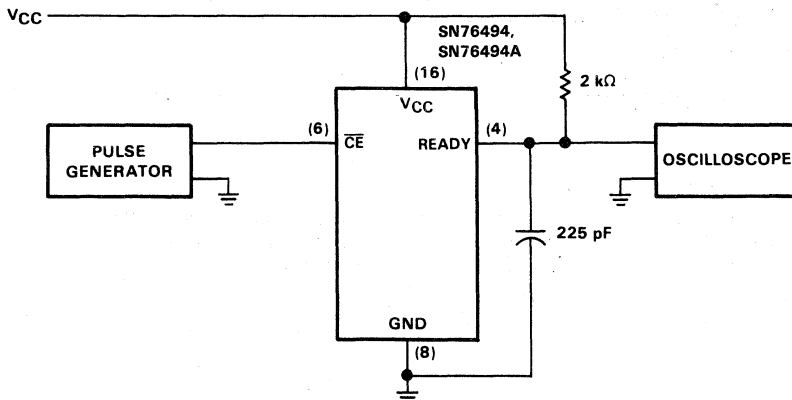 VCC
SN76494,
SN76494A
(16)
2 kΩ
VCC
(6)
CE
READY
(4)
PULSE
GENERATOR
OSCILLOSCOPE
225 pF
GND
(8)